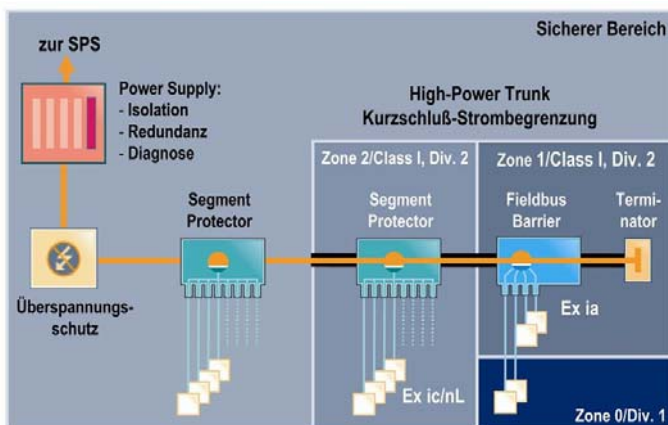 Sicherer Bereich
zur SPS
Power Supply:
- Isolation
- Redundanz
- Diagnose
High-Power Trunk
Kurzschluß-Strombegrenzung
Zone 2/Class I, Div. 2
Zone 1/Class I, Div. 2
Segment
Protector
Segment
Protector
Fieldbus
Barrier
Termi-
nator
Überspannungs-
schutz
Ex ia
Ex ic/nL
Zone 0/Div. 1